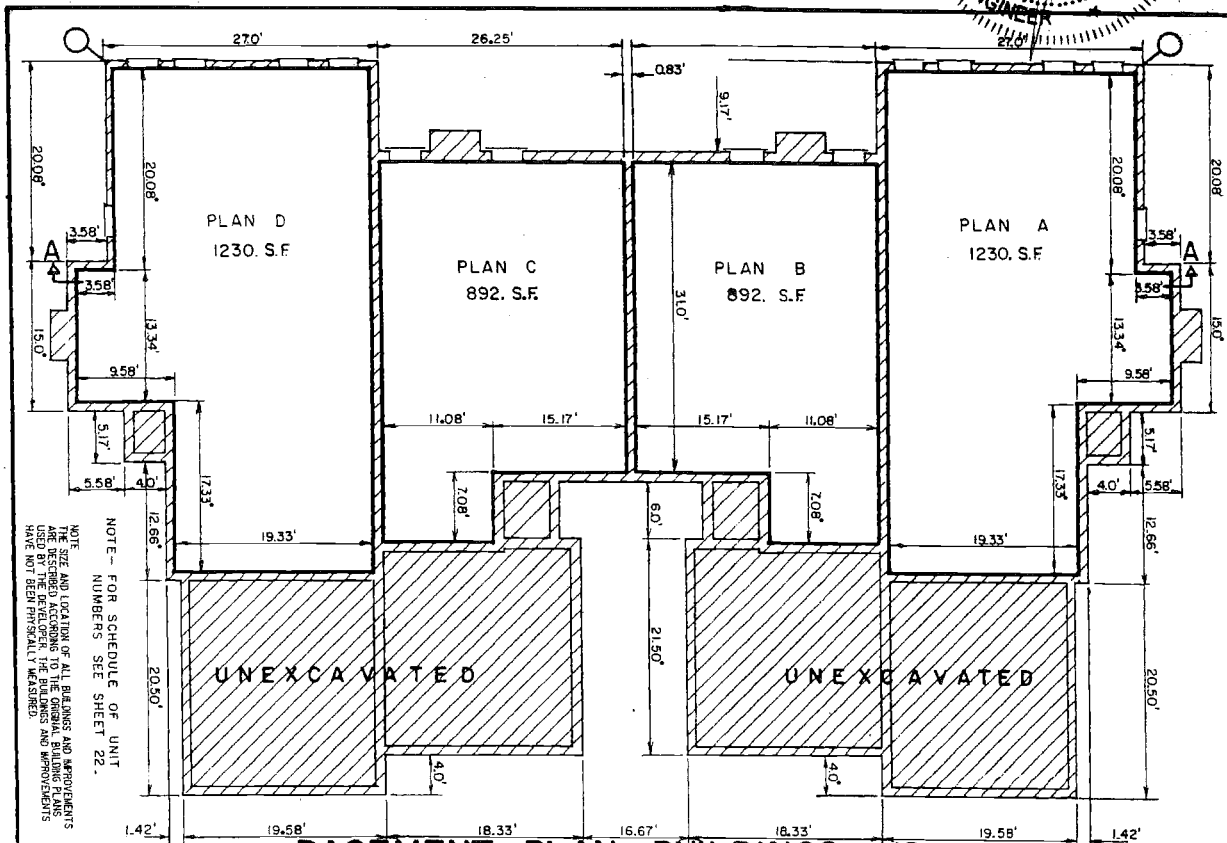 GINEER
27.0'
26.25'
27.0'
0.83'
9.17'
20.08'
20.08'
20.08'
20.08'
PLAN D
1230. S.F.
PLAN C
892. S.F.
PLAN B
892. S.F.
PLAN A
1230. S.F.
31.0'
3.58'
A
3.58'
15.0'
13.34'
9.58'
3.58'
A
3.58'
15.0'
13.34'
9.58'
11.08'
15.17'
15.17'
11.08'
5.17'
5.58'
4.0'
12.66'
17.33'
19.33'
7.08'
6.0'
7.08'
19.33'
17.33'
5.17'
4.0'
5.58'
12.66'
21.50'
20.50'
20.50'
UNEXCAVATED
UNEXCAVATED
4.0'
4.0'
NOTE- FOR SCHEDULE OF UNIT
NUMBERS SEE SHEET 22.
NOTE
THE SIZE AND LOCATION OF ALL BUILDINGS AND IMPROVEMENTS
ARE DESCRIBED ACCORDING TO THE ORIGINAL BUILDING PLANS
USED BY THE DEVELOPER. THE BUILDINGS AND IMPROVEMENTS
HAVE NOT BEEN PHYSICALLY MEASURED.
1.42'
19.58'
18.33'
16.67'
18.33'
19.58'
1.42'
BASEMENT PLAN BUILDINGS